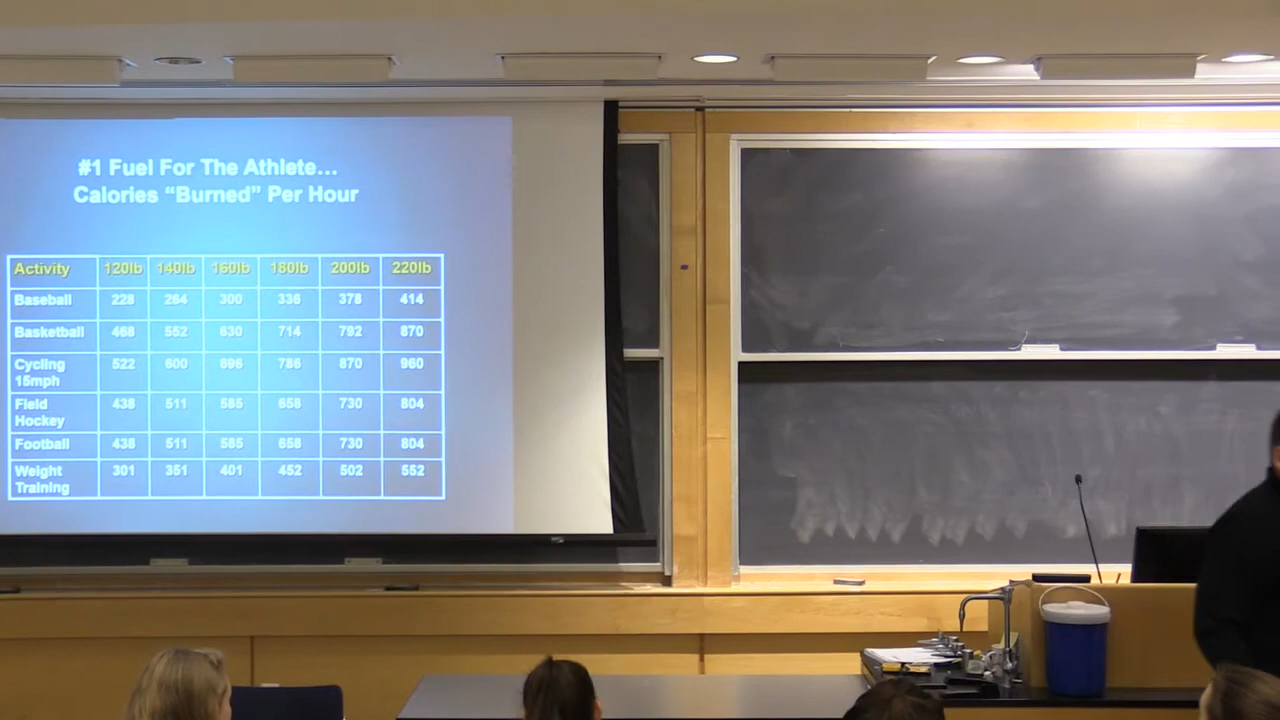 #1 Fuel For The Athlete…
Calories “Burned” Per Hour
Activity 120lb 140lb 160lb 180lb 200lb 220lb
Baseball 228 264 300 336 378 414
Basketball 468 552 630 714 792 870
Cycling 15mph 522 600 696 786 870 960
Field Hockey 438 511 585 658 730 804
Football 438 511 585 658 730 804
Weight Training 301 351 401 452 502 552